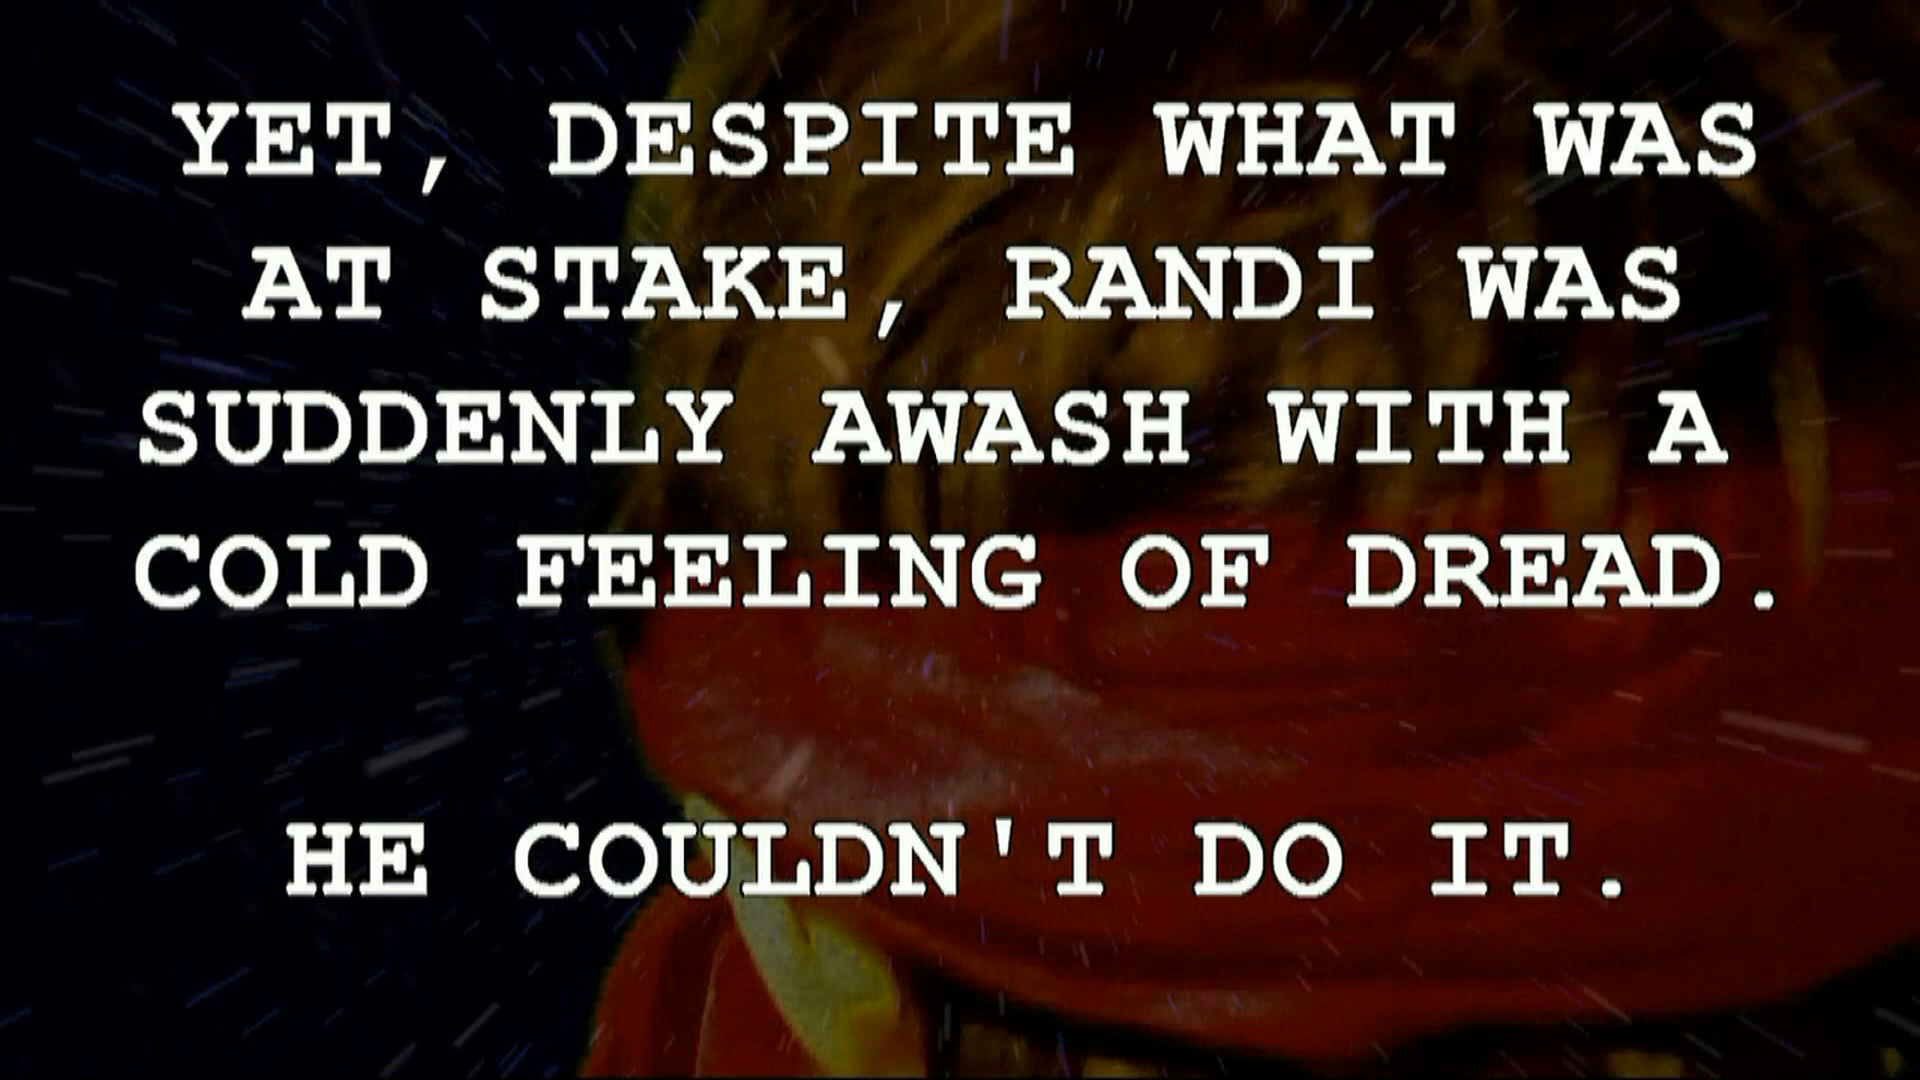 YET, DESPITE WHAT WAS
AT STAKE, RANDI WAS
SUDDENLY AWASH WITH A
COLD FEELING OF DREAD.
HE COULDN'T DO IT.